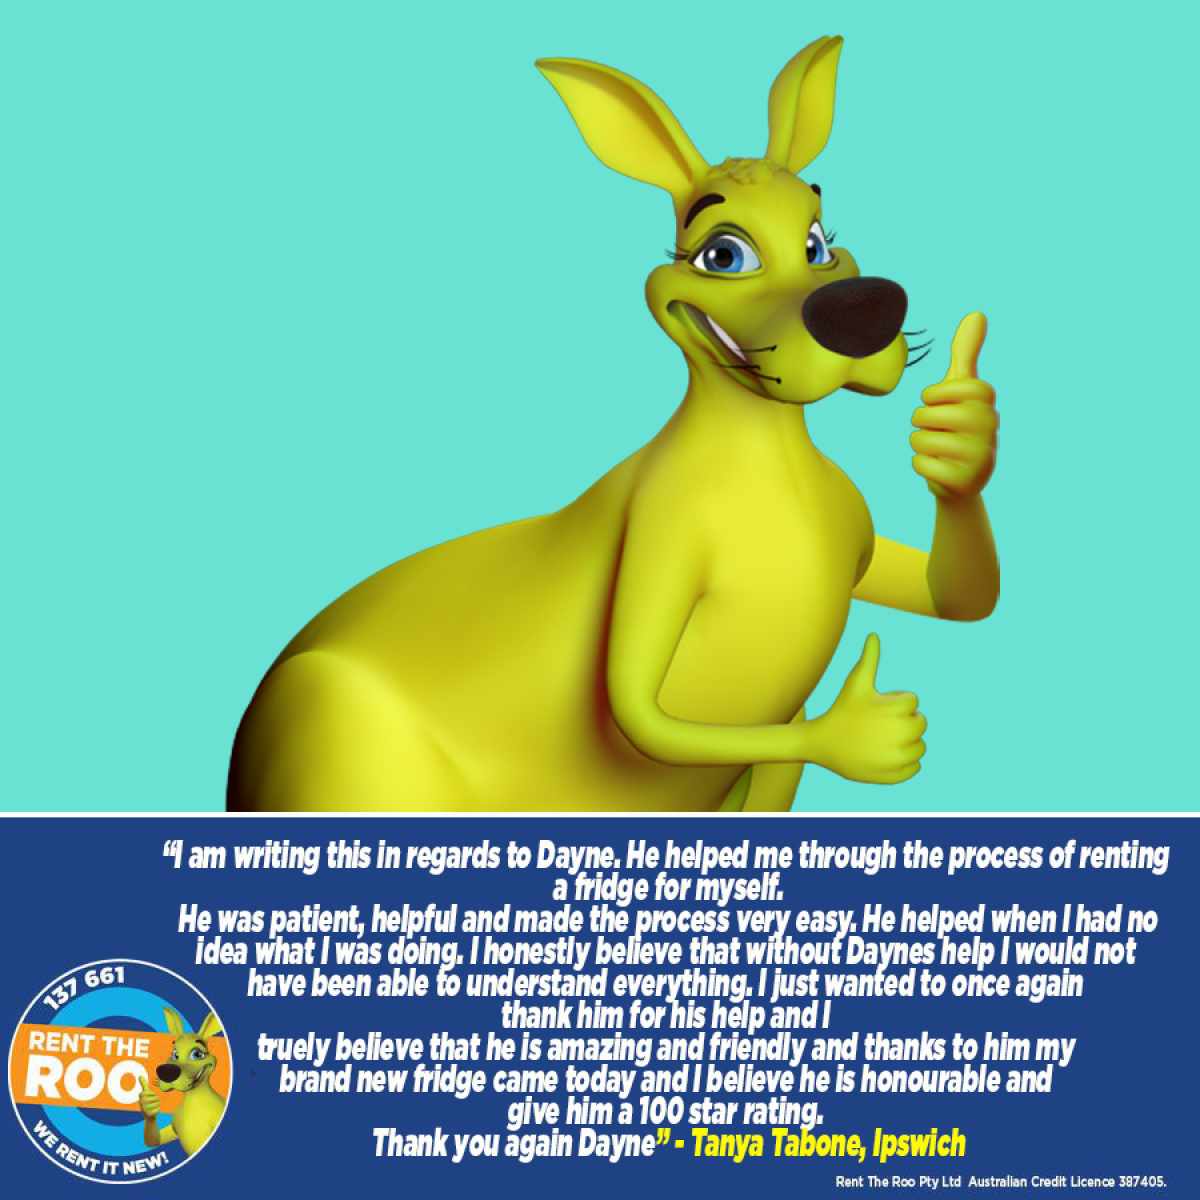 “I am writing this in regards to Dayne. He helped me through the process of renting
a fridge for myself.
He was patient, helpful and made the process very easy. He helped when I had no
idea what I was doing. I honestly believe that without Daynes help I would not
have been able to understand everything. I just wanted to once again
thank him for his help and I
truely believe that he is amazing and friendly and thanks to him my
brand new fridge came today and I believe he is honourable and
give him a 100 star rating.
Thank you again Dayne” - Tanya Tabone, Ipswich
137 661
RENT THE
ROO
WE RENT IT NEW!
Rent The Roo Pty Ltd Australian Credit Licence 387405.